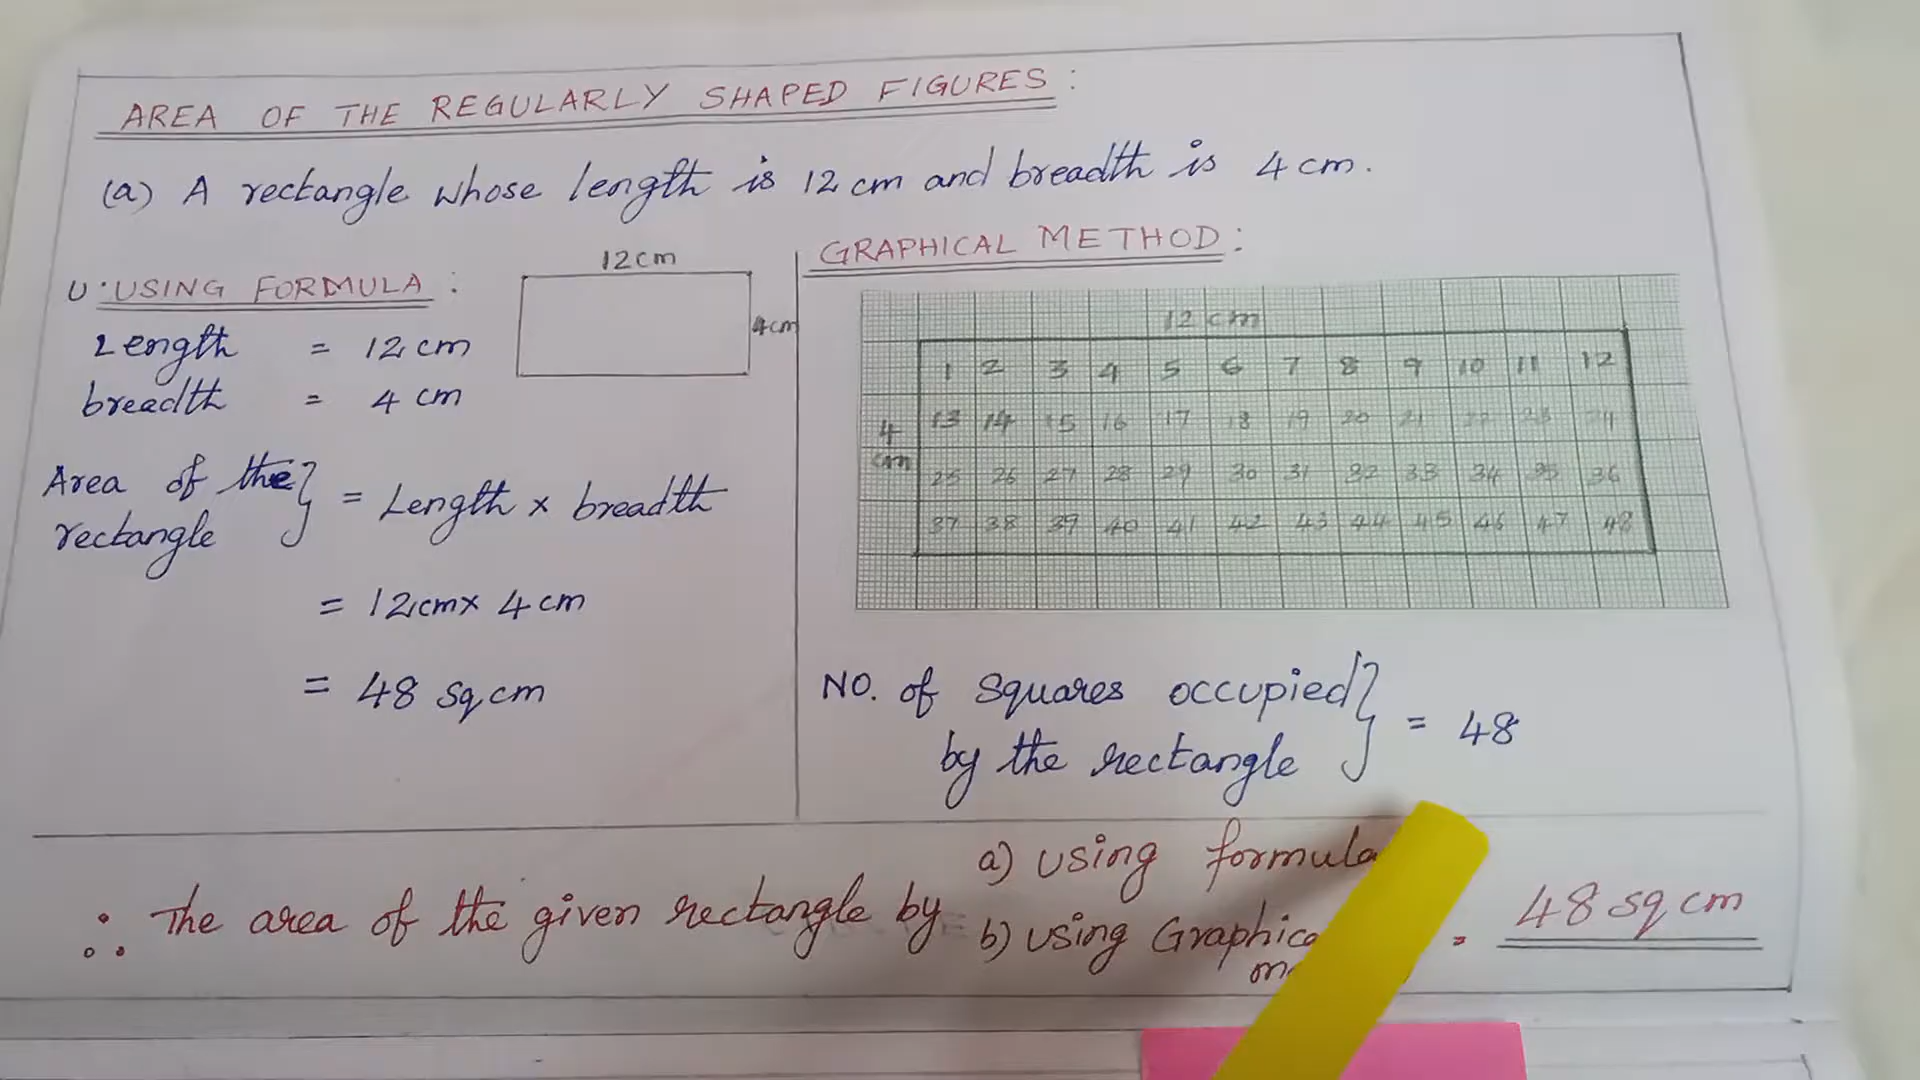 AREA OF THE REGULARLY SHAPED FIGURES:
(a) A rectangle whose length is 12 cm and breadth is 4 cm.
USING FORMULA:
12cm
4cm
Length = 12 cm
breadth = 4 cm
Area of the
rectangle } = Length x breadth
= 12cm x 4 cm
= 48 sq cm
GRAPHICAL METHOD:
12 cm
4
cm
1 2 3 4 5 6 7 8 9 10 11 12
13 14 15 16 17 18 19 20 21 22 23 24
25 26 27 28 29 30 31 32 33 34 35 36
37 38 39 40 41 42 43 44 45 46 47 48
NO. of squares occupied
by the rectangle } = 48
∴ The area of the given rectangle by
a) using formula
b) using
= 48 sq cm